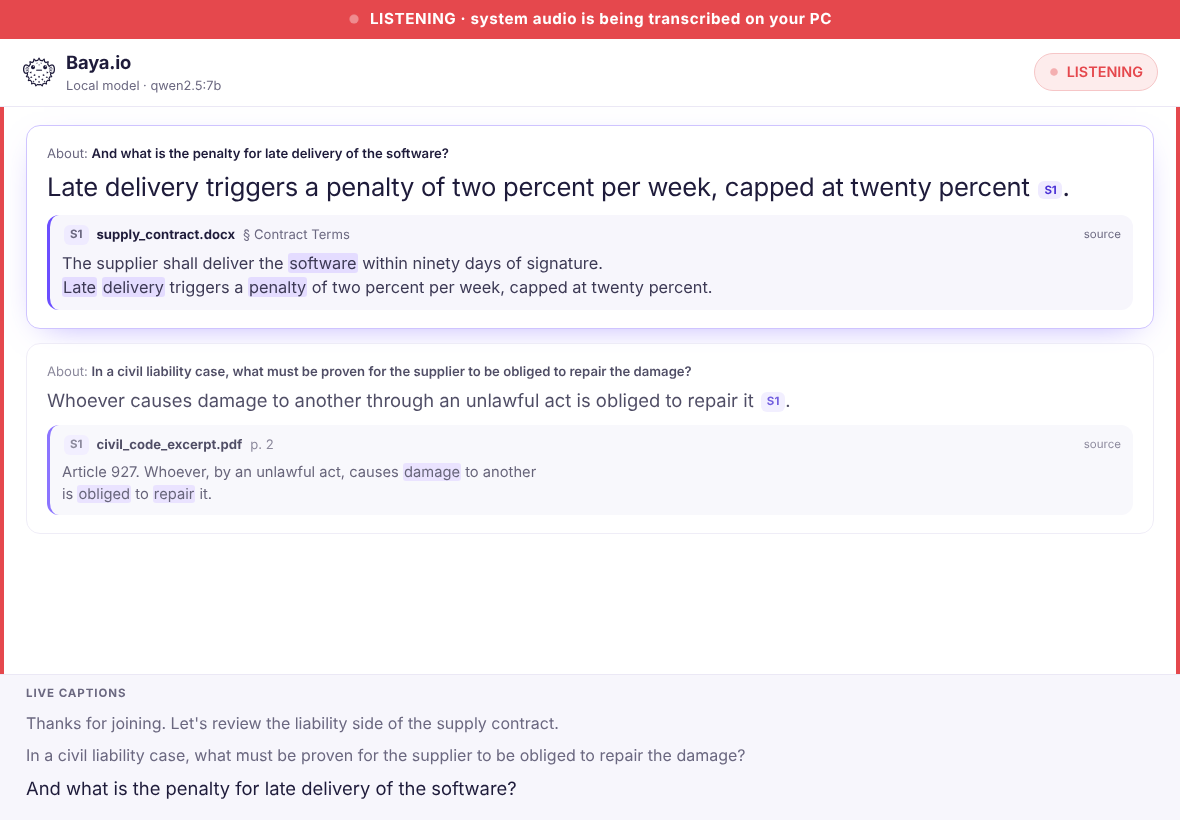 LISTENING · system audio is being transcribed on your PC
Baya.io
Local model · qwen2.5:7b
LISTENING
About: And what is the penalty for late delivery of the software?
Late delivery triggers a penalty of two percent per week, capped at twenty percent S1.
S1 supply_contract.docx § Contract Terms source
The supplier shall deliver the software within ninety days of signature.
Late delivery triggers a penalty of two percent per week, capped at twenty percent.
About: In a civil liability case, what must be proven for the supplier to be obliged to repair the damage?
Whoever causes damage to another through an unlawful act is obliged to repair it S1.
S1 civil_code_excerpt.pdf p. 2 source
Article 927. Whoever, by an unlawful act, causes damage to another
is obliged to repair it.
LIVE CAPTIONS
Thanks for joining. Let's review the liability side of the supply contract.
In a civil liability case, what must be proven for the supplier to be obliged to repair the damage?
And what is the penalty for late delivery of the software?